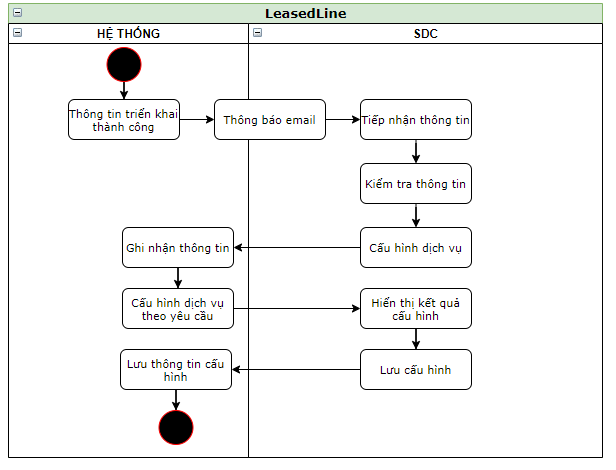 LeasedLine
HỆ THỐNG
SDC
Thông tin triển khai
thành công
Thông báo email
Tiếp nhận thông tin
Kiểm tra thông tin
Ghi nhận thông tin
Cấu hình dịch vụ
Cấu hình dịch vụ
theo yêu cầu
Hiển thị kết quả
cấu hình
Lưu thông tin cấu
hình
Lưu cấu hình